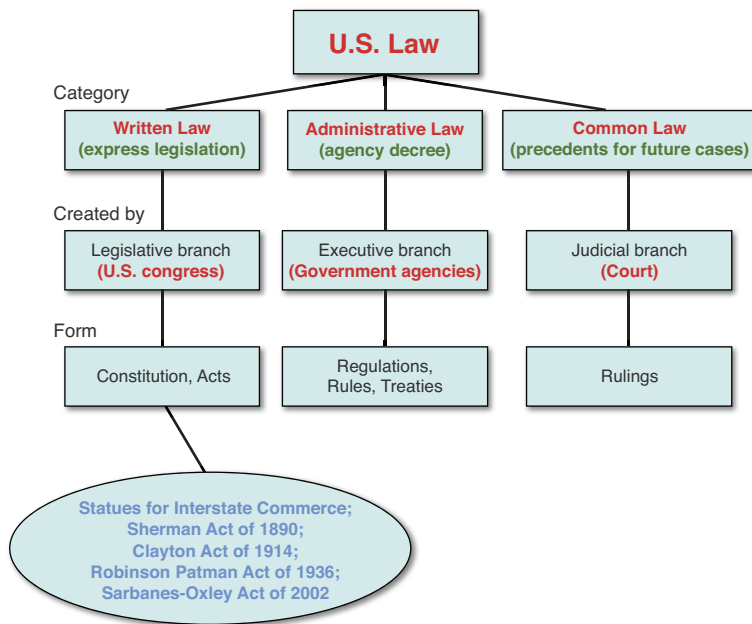 U.S. Law
Category
Written Law
(express legislation)
Administrative Law
(agency decree)
Common Law
(precedents for future cases)
Created by
Legislative branch
(U.S. congress)
Executive branch
(Government agencies)
Judicial branch
(Court)
Form
Constitution, Acts
Regulations,
Rules, Treaties
Rulings
Statues for Interstate Commerce;
Sherman Act of 1890;
Clayton Act of 1914;
Robinson Patman Act of 1936;
Sarbanes-Oxley Act of 2002